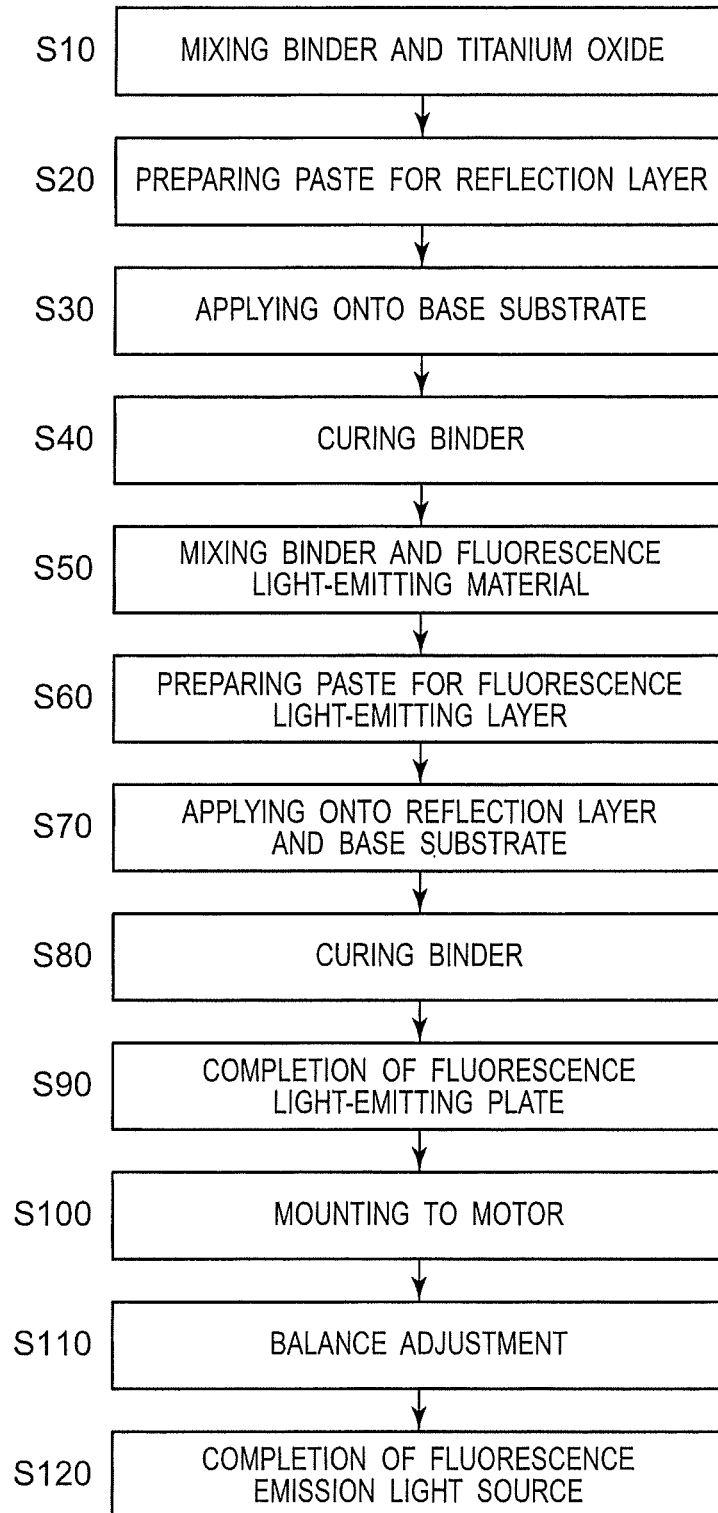 S10 MIXING BINDER AND TITANIUM OXIDE
S20 PREPARING PASTE FOR REFLECTION LAYER
S30 APPLYING ONTO BASE SUBSTRATE
S40 CURING BINDER
S50 MIXING BINDER AND FLUORESCENCE
LIGHT-EMITTING MATERIAL
S60 PREPARING PASTE FOR FLUORESCENCE
LIGHT-EMITTING LAYER
S70 APPLYING ONTO REFLECTION LAYER
AND BASE SUBSTRATE
S80 CURING BINDER
S90 COMPLETION OF FLUORESCENCE
LIGHT-EMITTING PLATE
S100 MOUNTING TO MOTOR
S110 BALANCE ADJUSTMENT
S120 COMPLETION OF FLUORESCENCE
EMISSION LIGHT SOURCE